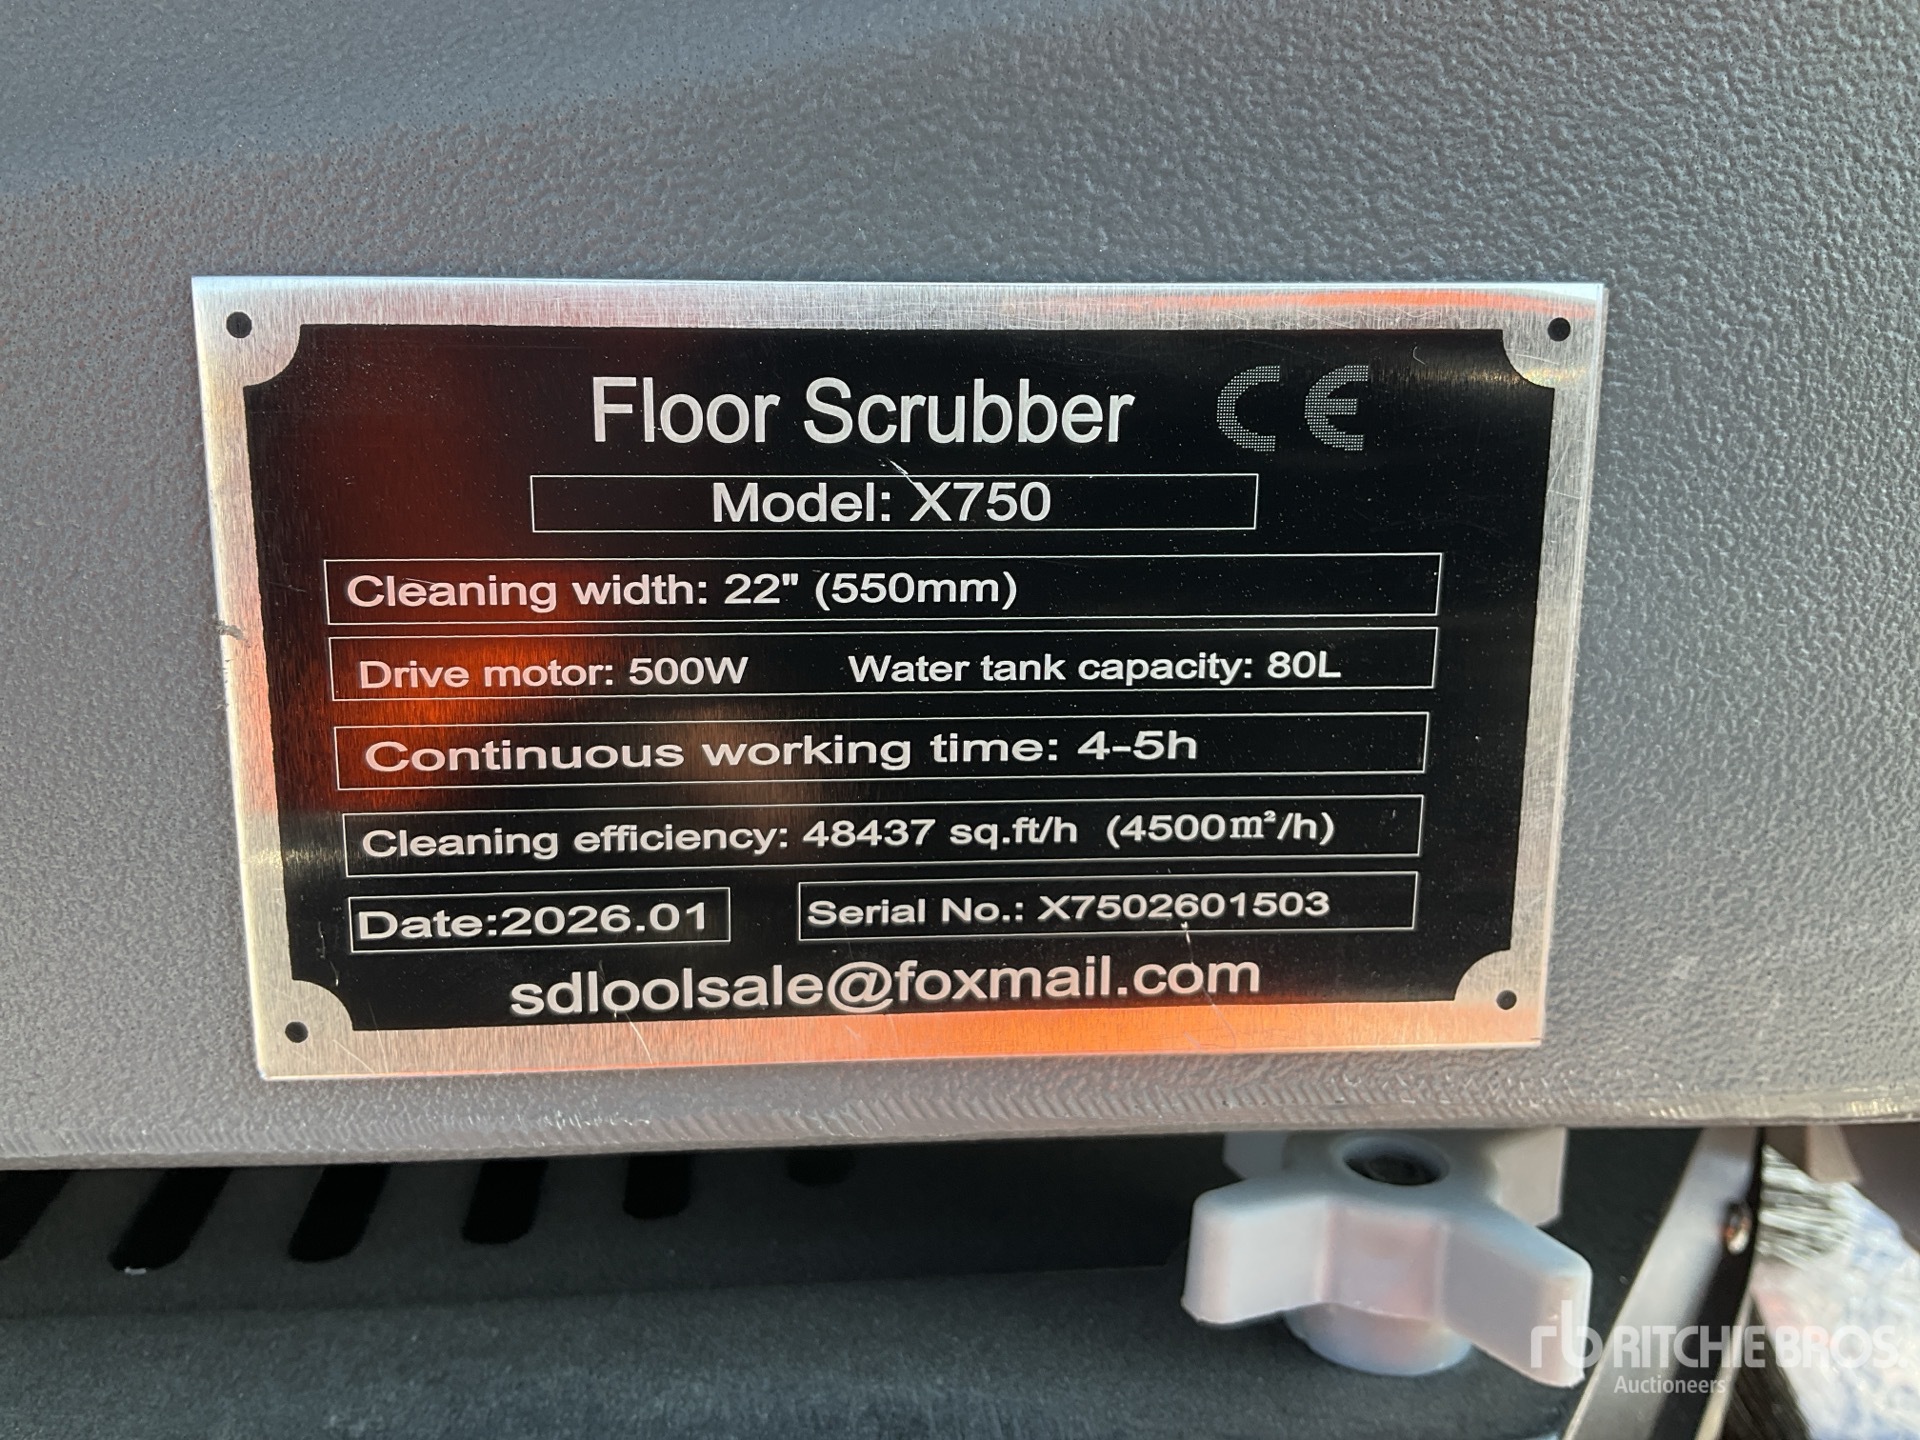 Floor Scrubber CE
Model: X750
Cleaning width: 22" (550mm)
Drive motor: 500W Water tank capacity: 80L
Continuous working time: 4-5h
Cleaning efficiency: 48437 sq.ft/h (4500m²/h)
Date:2026.01 Serial No.: X7502601503
sdloolsale@foxmail.com
rb RITCHIE BROS.
Auctioneers